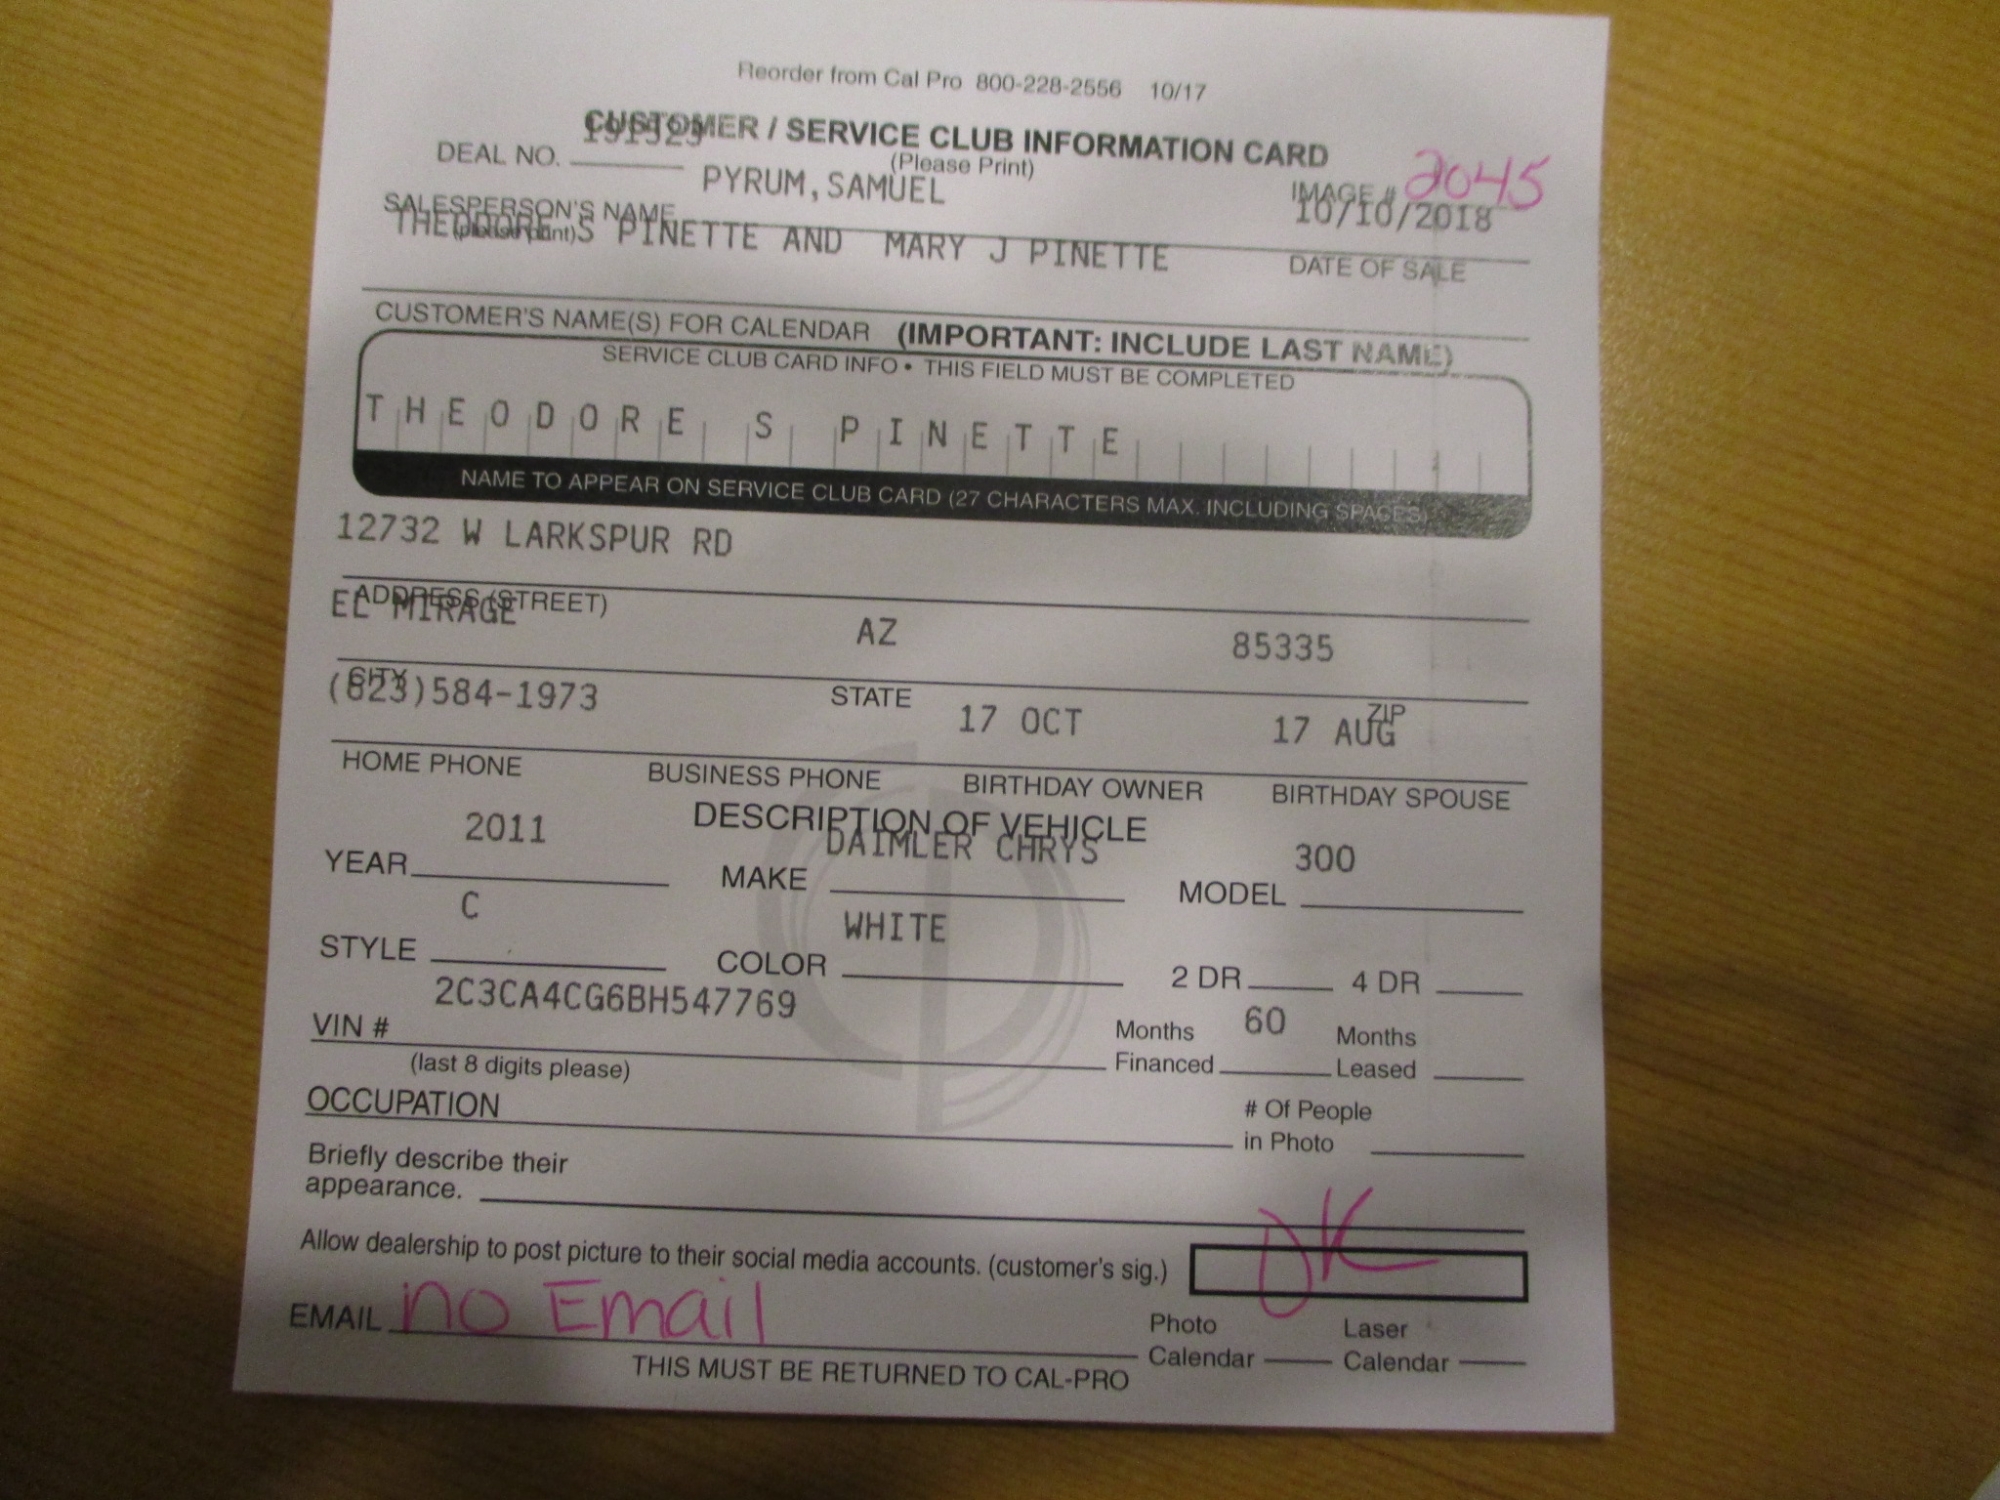 Reorder from Cal Pro 800-228-2556 10/17
CUSTOMER / SERVICE CLUB INFORMATION CARD
DEAL NO. 191523
(Please Print)
PYRUM, SAMUEL
IMAGE # 2045
SALESPERSON'S NAME
(please print)
10/10/2018
THEODORE S PINETTE AND MARY J PINETTE
DATE OF SALE
CUSTOMER'S NAME(S) FOR CALENDAR (IMPORTANT: INCLUDE LAST NAME)
SERVICE CLUB CARD INFO • THIS FIELD MUST BE COMPLETED
THEODORE S PINETTE
NAME TO APPEAR ON SERVICE CLUB CARD (27 CHARACTERS MAX. INCLUDING SPACES)
12732 W LARKSPUR RD
ADDRESS (STREET)
EL MIRAGE AZ 85335
CITY STATE ZIP
(623)584-1973 17 OCT 17 AUG
HOME PHONE BUSINESS PHONE BIRTHDAY OWNER BIRTHDAY SPOUSE
DESCRIPTION OF VEHICLE
YEAR 2011 MAKE DAIMLER CHRYS MODEL 300
STYLE C COLOR WHITE 2 DR 4 DR
VIN # 2C3CA4CG6BH547769
(last 8 digits please)
Months Financed 60 Months Leased
OCCUPATION
# Of People in Photo
Briefly describe their
appearance.
Allow dealership to post picture to their social media accounts. (customer's sig.) OK
EMAIL no Email
Photo Calendar Laser Calendar
THIS MUST BE RETURNED TO CAL-PRO